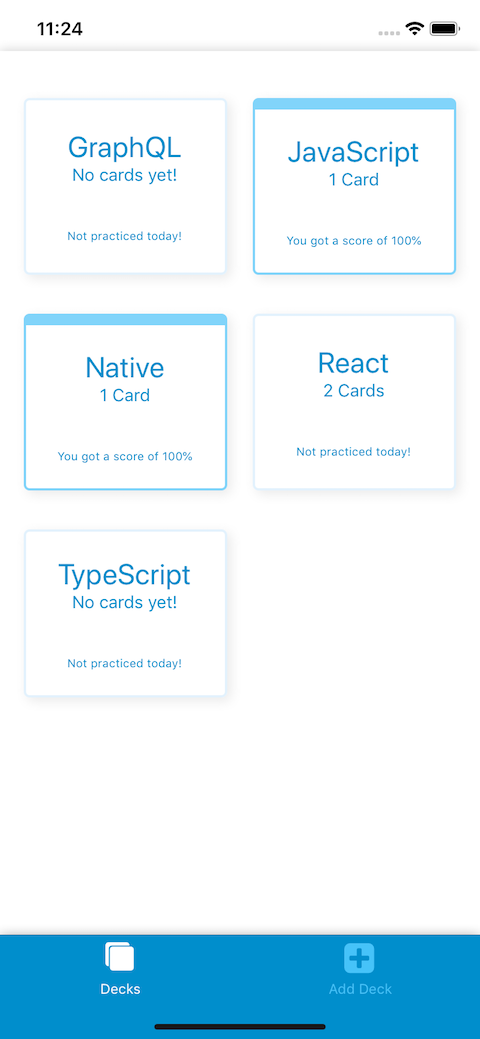 11:24
GraphQL
No cards yet!
Not practiced today!
JavaScript
1 Card
You got a score of 100%
Native
1 Card
You got a score of 100%
React
2 Cards
Not practiced today!
TypeScript
No cards yet!
Not practiced today!
Decks
Add Deck